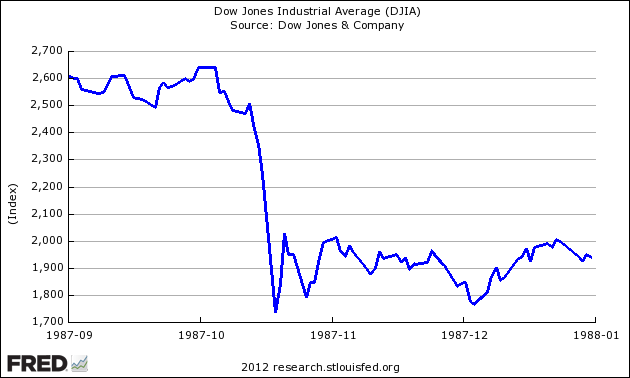 Dow Jones Industrial Average (DJIA)
Source: Dow Jones & Company
2,700
2,600
2,500
2,400
2,300
2,200
2,100
2,000
1,900
1,800
1,700
(Index)
1987-09 1987-10 1987-11 1987-12 1988-01
FRED
2012 research.stlouisfed.org